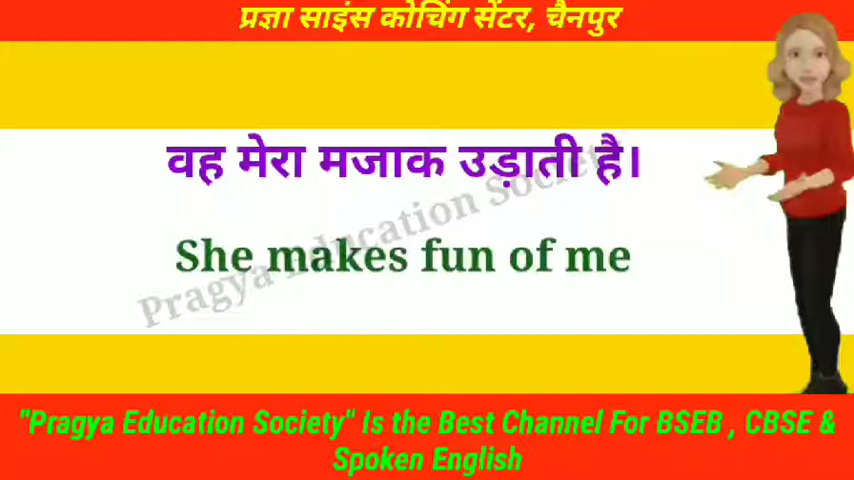 प्रज्ञा साइंस कोचिंग सेंटर, चैनपुर
वह मेरा मजाक उड़ाती है।
She makes fun of me
Pragya Education Society
"Pragya Education Society" Is the Best Channel For BSEB , CBSE &
Spoken English